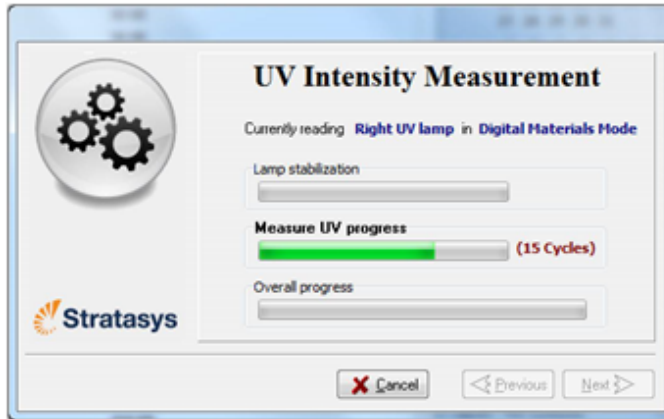 UV Intensity Measurement
Currently reading Right UV lamp in Digital Materials Mode
Lamp stabilization
Measure UV progress
(15 Cycles)
Overall progress
Stratasys
Cancel
Previous
Next